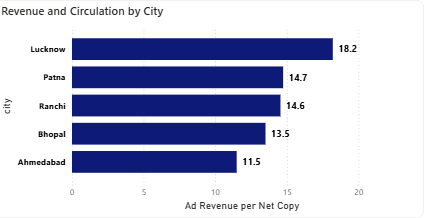 Revenue and Circulation by City
city
Lucknow 18.2
Patna 14.7
Ranchi 14.6
Bhopal 13.5
Ahmedabad 11.5
0 5 10 15 20
Ad Revenue per Net Copy